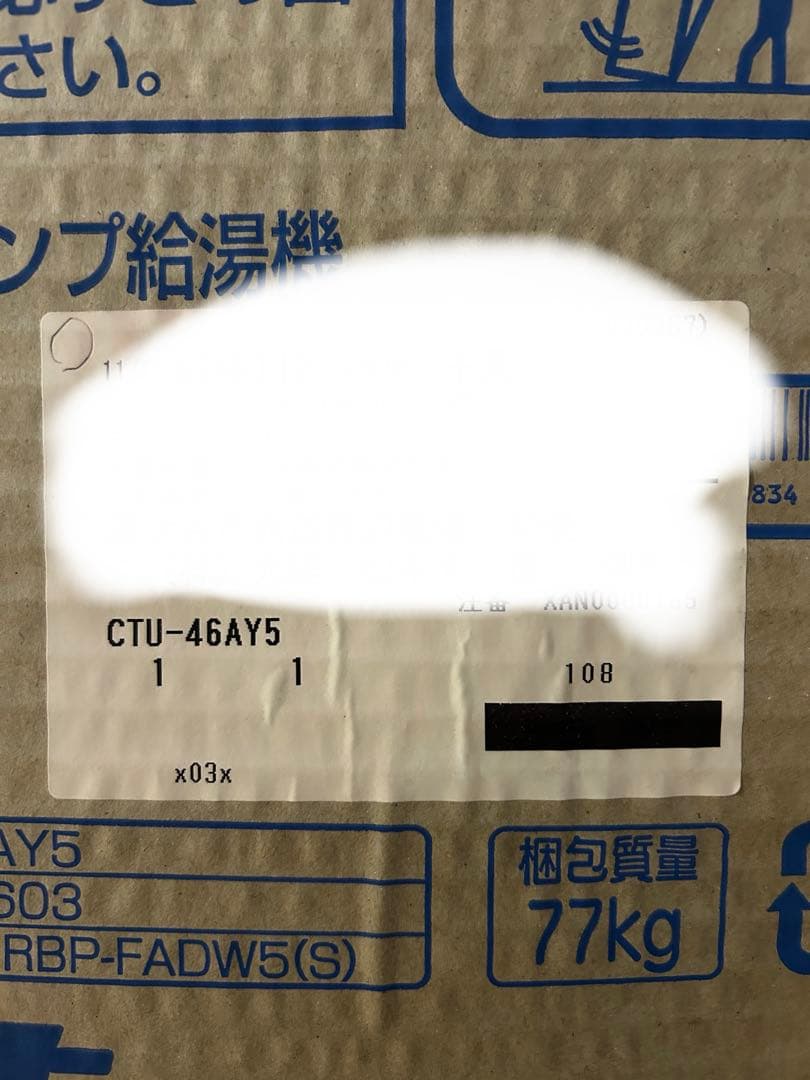 さい。
ンプ給湯機
834
CTU-46AY5
1 1 108
x03x
AY5
603
RBP-FADW5(S)
梱包質量
77kg